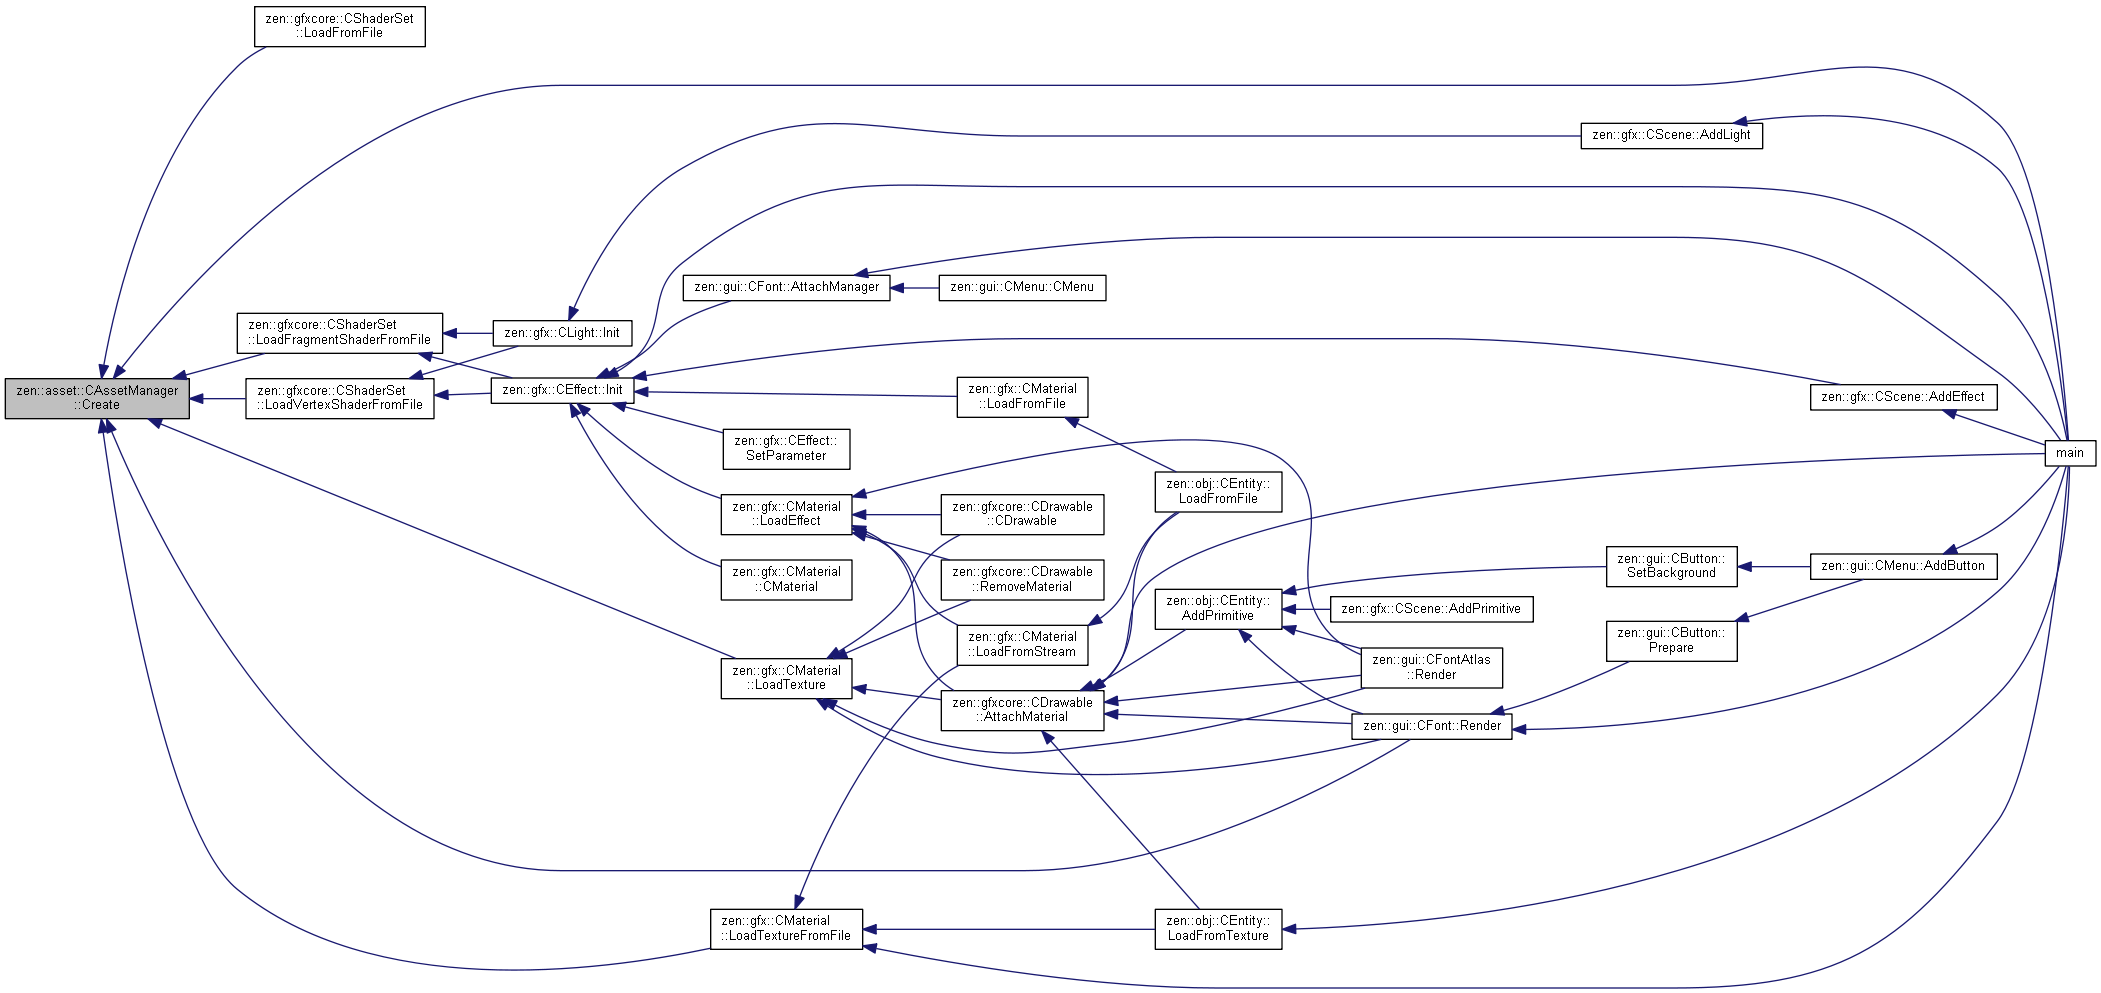 zen::gfxcore::CShaderSet
::LoadFromFile
zen::gfx::CScene::AddLight
zen::gui::CFont::AttachManager
zen::gui::CMenu::CMenu
zen::gfxcore::CShaderSet
::LoadFragmentShaderFromFile
zen::gfx::CLight::Init
zen::asset::CAssetManager
::Create
zen::gfxcore::CShaderSet
::LoadVertexShaderFromFile
zen::gfx::CEffect::Init
zen::gfx::CMaterial
::LoadFromFile
zen::gfx::CScene::AddEffect
zen::gfx::CEffect::
SetParameter
main
zen::obj::CEntity::
LoadFromFile
zen::gfx::CMaterial
::LoadEffect
zen::gfxcore::CDrawable
::CDrawable
zen::gfx::CMaterial
::CMaterial
zen::gfxcore::CDrawable
::RemoveMaterial
zen::gui::CButton::
SetBackground
zen::gui::CMenu::AddButton
zen::obj::CEntity::
AddPrimitive
zen::gfx::CScene::AddPrimitive
zen::gfx::CMaterial
::LoadFromStream
zen::gui::CButton::
Prepare
zen::gfx::CMaterial
::LoadTexture
zen::gui::CFontAtlas
::Render
zen::gfxcore::CDrawable
::AttachMaterial
zen::gui::CFont::Render
zen::gfx::CMaterial
::LoadTextureFromFile
zen::obj::CEntity::
LoadFromTexture